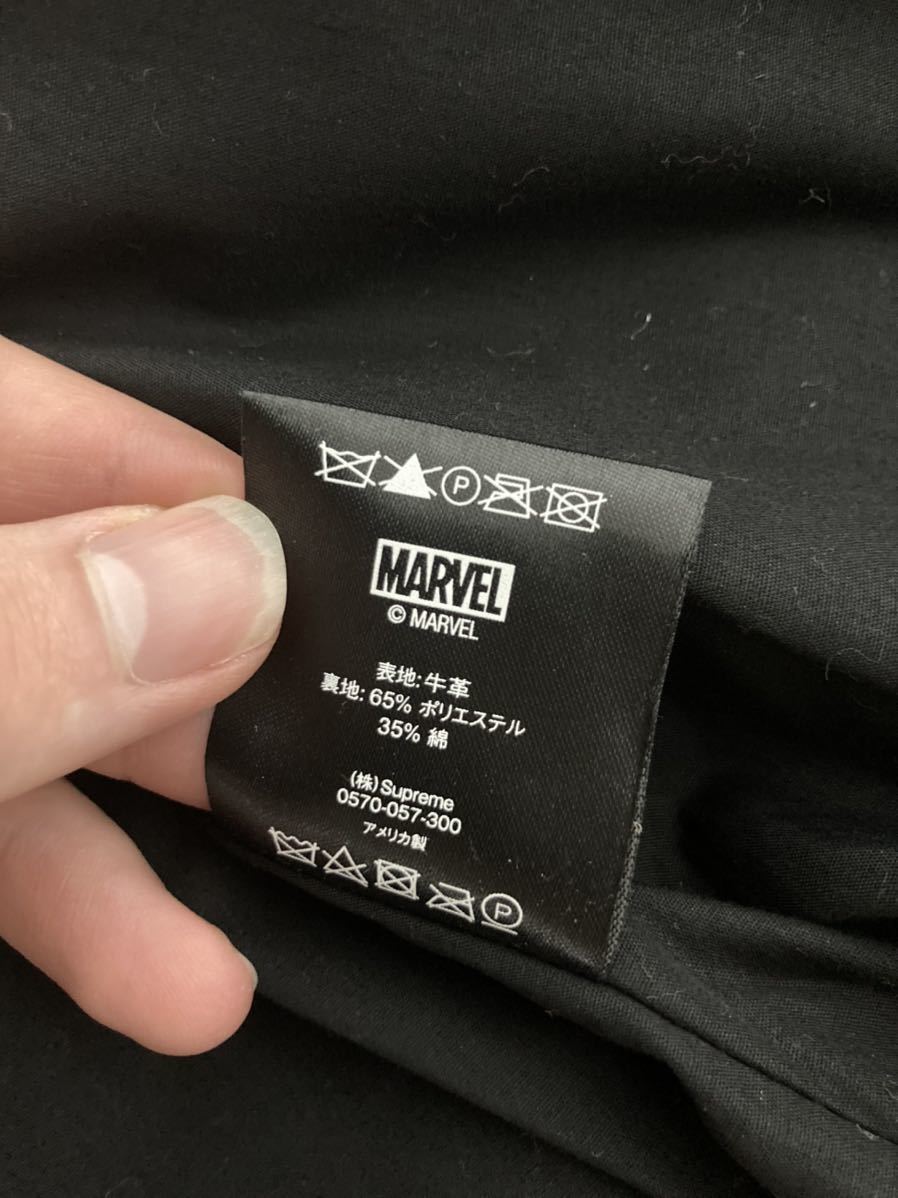 P
MARVEL
© MARVEL
表地: 牛革
裏地: 65% ポリエステル
35% 綿
(株)Supreme
0570-057-300
アメリカ製
P